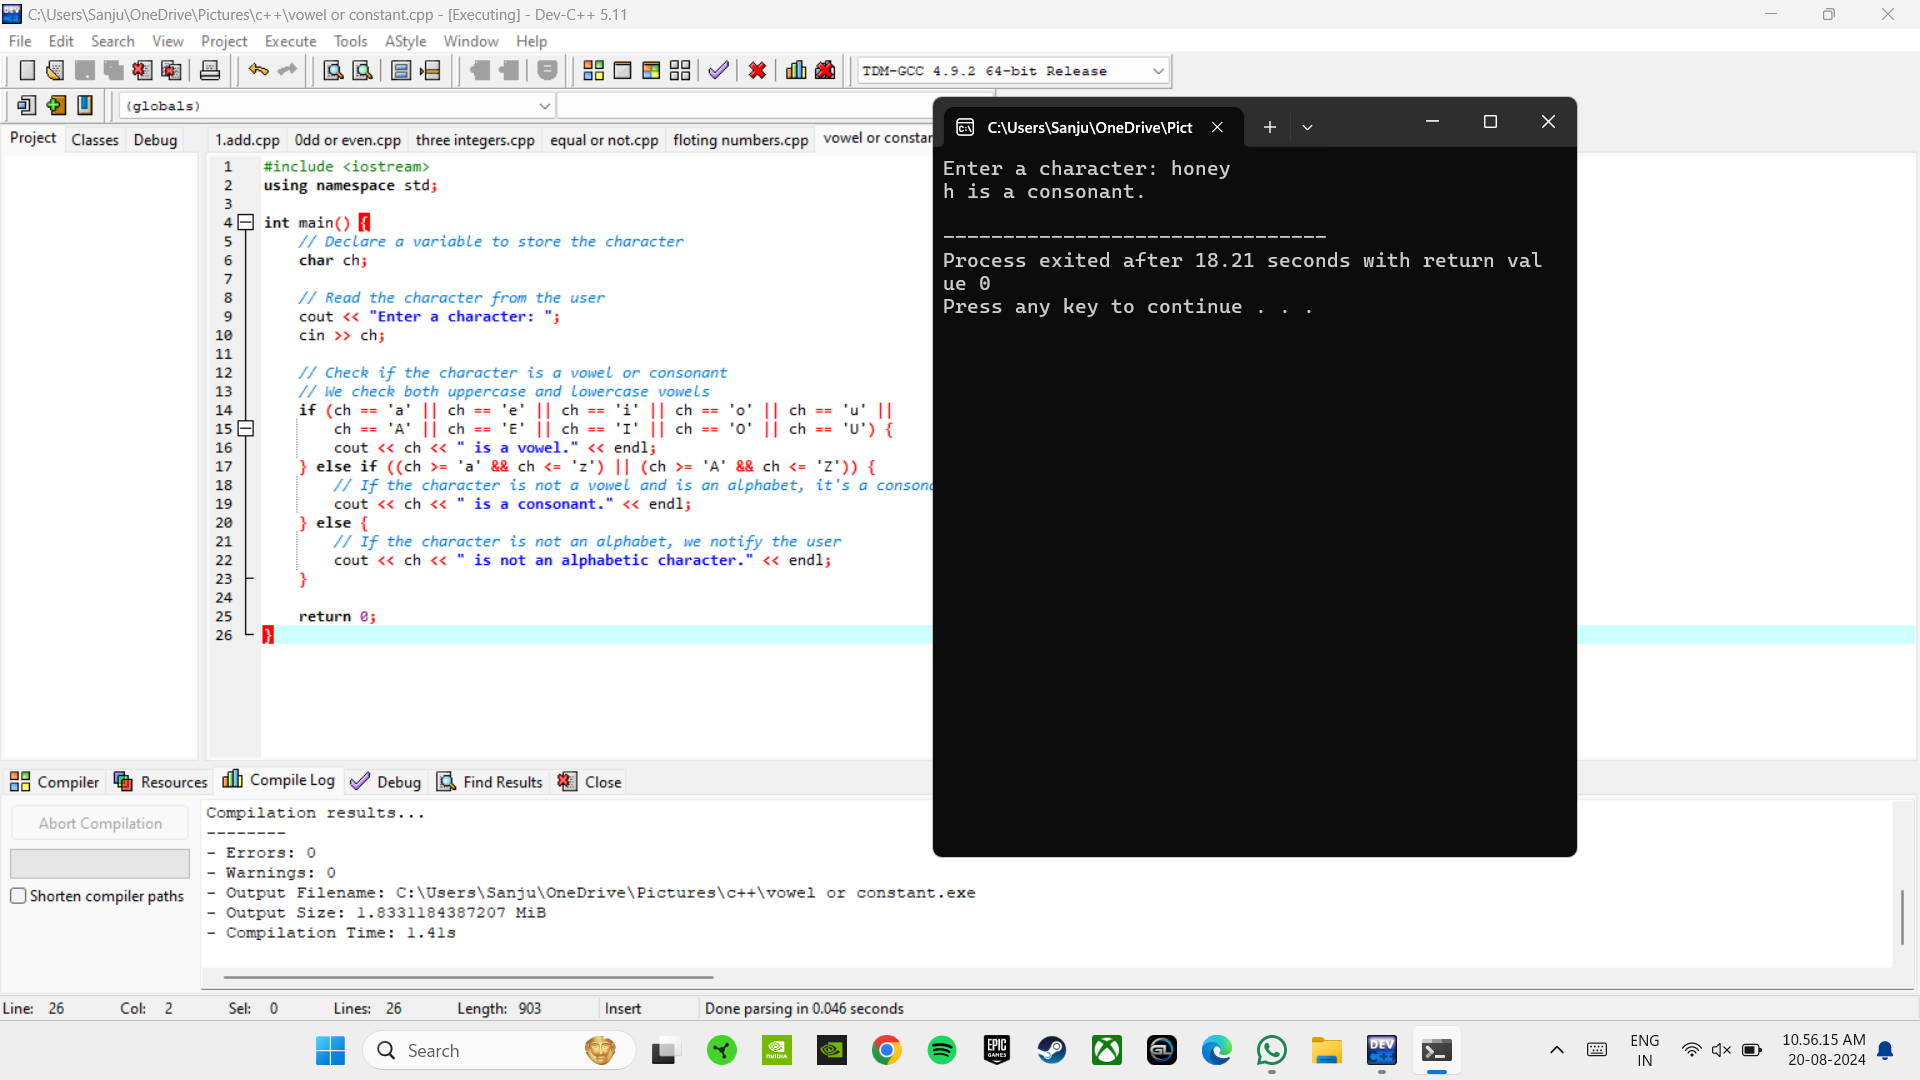 C:\Users\Sanju\OneDrive\Pictures\c++\vowel or constant.cpp - [Executing] - Dev-C++ 5.11
File Edit Search View Project Execute Tools AStyle Window Help
TDM-GCC 4.9.2 64-bit Release
(globals)
Project Classes Debug
1.add.cpp 0dd or even.cpp three integers.cpp equal or not.cpp floting numbers.cpp vowel or constan
1 #include <iostream>
2 using namespace std;
3
4 int main() {
5 // Declare a variable to store the character
6 char ch;
7
8 // Read the character from the user
9 cout << "Enter a character: ";
10 cin >> ch;
11
12 // Check if the character is a vowel or consonant
13 // We check both uppercase and lowercase vowels
14 if (ch == 'a' || ch == 'e' || ch == 'i' || ch == 'o' || ch == 'u' ||
15 ch == 'A' || ch == 'E' || ch == 'I' || ch == 'O' || ch == 'U') {
16 cout << ch << " is a vowel." << endl;
17 } else if ((ch >= 'a' && ch <= 'z') || (ch >= 'A' && ch <= 'Z')) {
18 // If the character is not a vowel and is an alphabet, it's a consona
19 cout << ch << " is a consonant." << endl;
20 } else {
21 // If the character is not an alphabet, we notify the user
22 cout << ch << " is not an alphabetic character." << endl;
23 }
24
25 return 0;
26 }
C:\Users\Sanju\OneDrive\Pict
Enter a character: honey
h is a consonant.
--------------------------------
Process exited after 18.21 seconds with return val
ue 0
Press any key to continue . . .
Compiler Resources Compile Log Debug Find Results Close
Abort Compilation
Shorten compiler paths
Compilation results...
--------
- Errors: 0
- Warnings: 0
- Output Filename: C:\Users\Sanju\OneDrive\Pictures\c++\vowel or constant.exe
- Output Size: 1.8331184387207 MiB
- Compilation Time: 1.41s
Line: 26 Col: 2 Sel: 0 Lines: 26 Length: 903 Insert Done parsing in 0.046 seconds
Search
EPIC GAMES
DEV
ENG
IN
10.56.15 AM
20-08-2024